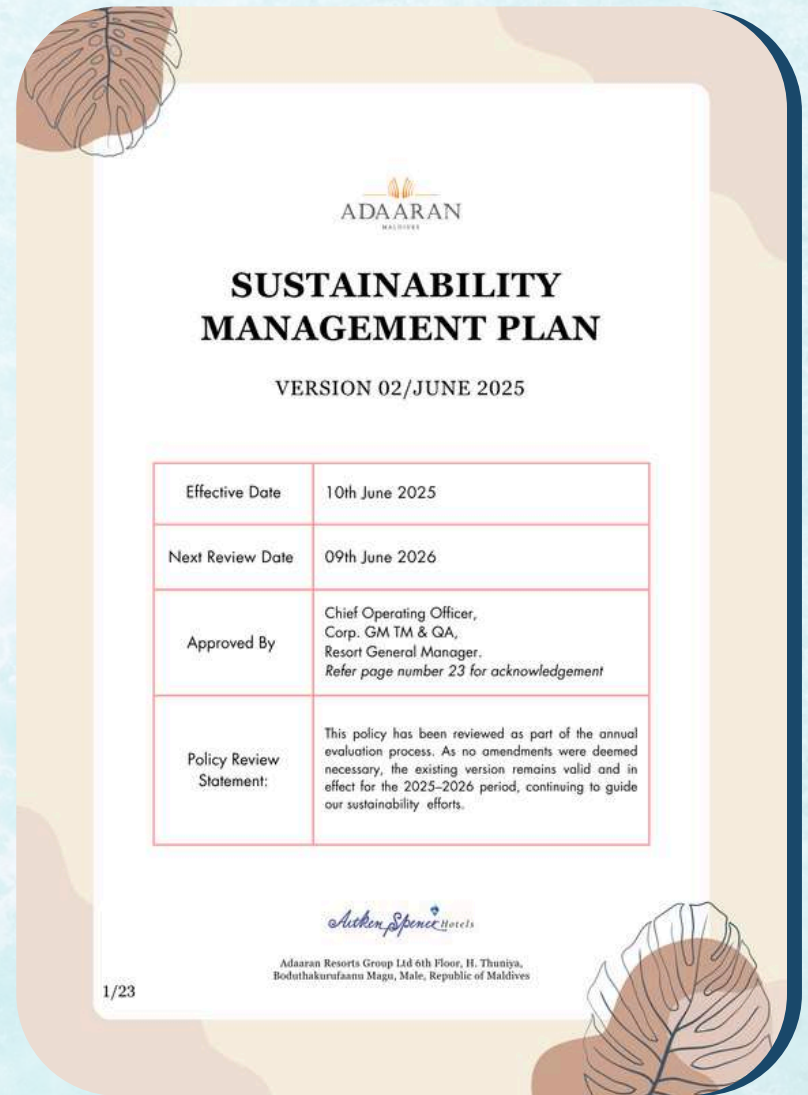 ADAARAN
MALDIVES
SUSTAINABILITY
MANAGEMENT PLAN
VERSION 02/JUNE 2025
Effective Date
10th June 2025
Next Review Date
09th June 2026
Approved By
Chief Operating Officer,
Corp. GM TM & QA,
Resort General Manager.
Refer page number 23 for acknowledgement
Policy Review
Statement:
This policy has been reviewed as part of the annual
evaluation process. As no amendments were deemed
necessary, the existing version remains valid and in
effect for the 2025–2026 period, continuing to guide
our sustainability efforts.
Aitken Spence Hotels
Adaaran Resorts Group Ltd 6th Floor, H. Thuniya,
Boduthakurufaanu Magu, Male, Republic of Maldives
1/23